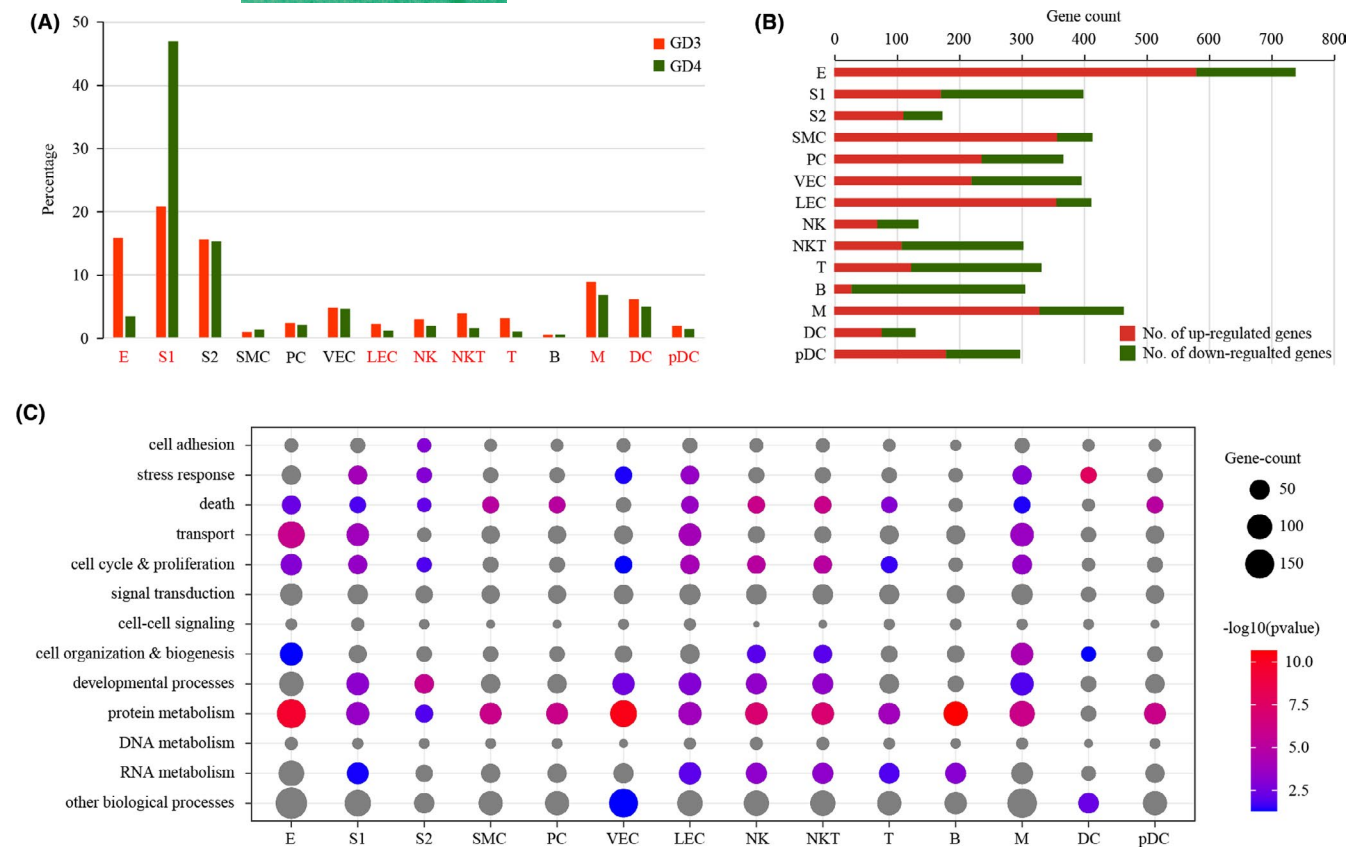 (A)
50
40
30
20
10
0
Percentage
GD3
GD4
E S1 S2 SMC PC VEC LEC NK NKT T B M DC pDC
(B)
Gene count
0 100 200 300 400 500 600 700 800
E
S1
S2
SMC
PC
VEC
LEC
NK
NKT
T
B
M
DC
pDC
No. of up-regulated genes
No. of down-regualted genes
(C)
cell adhesion
stress response
death
transport
cell cycle & proliferation
signal transduction
cell-cell signaling
cell organization & biogenesis
developmental processes
protein metabolism
DNA metabolism
RNA metabolism
other biological processes
E S1 S2 SMC PC VEC LEC NK NKT T B M DC pDC
Gene-count
50
100
150
-log10(pvalue)
10.0
7.5
5.0
2.5